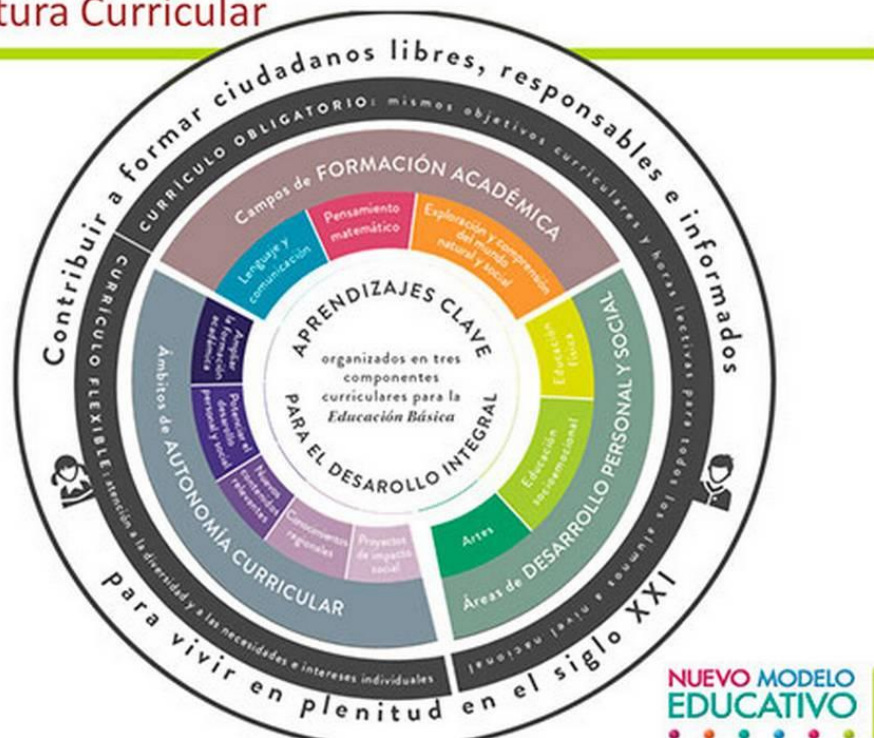 tura Curricular
Contribuir a formar ciudadanos libres, responsables e informados
para vivir en plenitud en el siglo XXI
CURRÍCULO OBLIGATORIO: mismos objetivos curriculares y horas lectivas para todos los alumnos a nivel nacional
CURRÍCULO FLEXIBLE: atención a la diversidad y a las necesidades e intereses individuales
Campos de FORMACIÓN ACADÉMICA
Lenguaje y
comunicación
Pensamiento
matemático
Exploración y comprensión
del mundo
natural y social
Áreas de DESARROLLO PERSONAL Y SOCIAL
Educación
física
Educación
socioemocional
Artes
Ámbitos de AUTONOMÍA CURRICULAR
Ampliar
la formación
académica
Potenciar el
desarollo
personal y social
Nuevos
contenidos
relevantes
Conocimientos
regionales
Proyectos
de impacto
social
APRENDIZAJES CLAVE
organizados en tres
componentes
curriculares para la
Educación Básica
PARA EL DESAROLLO INTEGRAL
NUEVO MODELO
EDUCATIVO